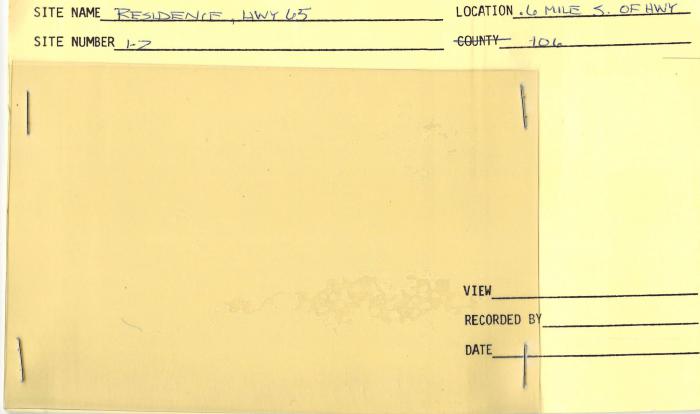 SITE NAME RESIDENCE, HWY 65 LOCATION .6 MILE S. OF HWY
SITE NUMBER 1-7 COUNTY 106
VIEW
RECORDED BY
DATE